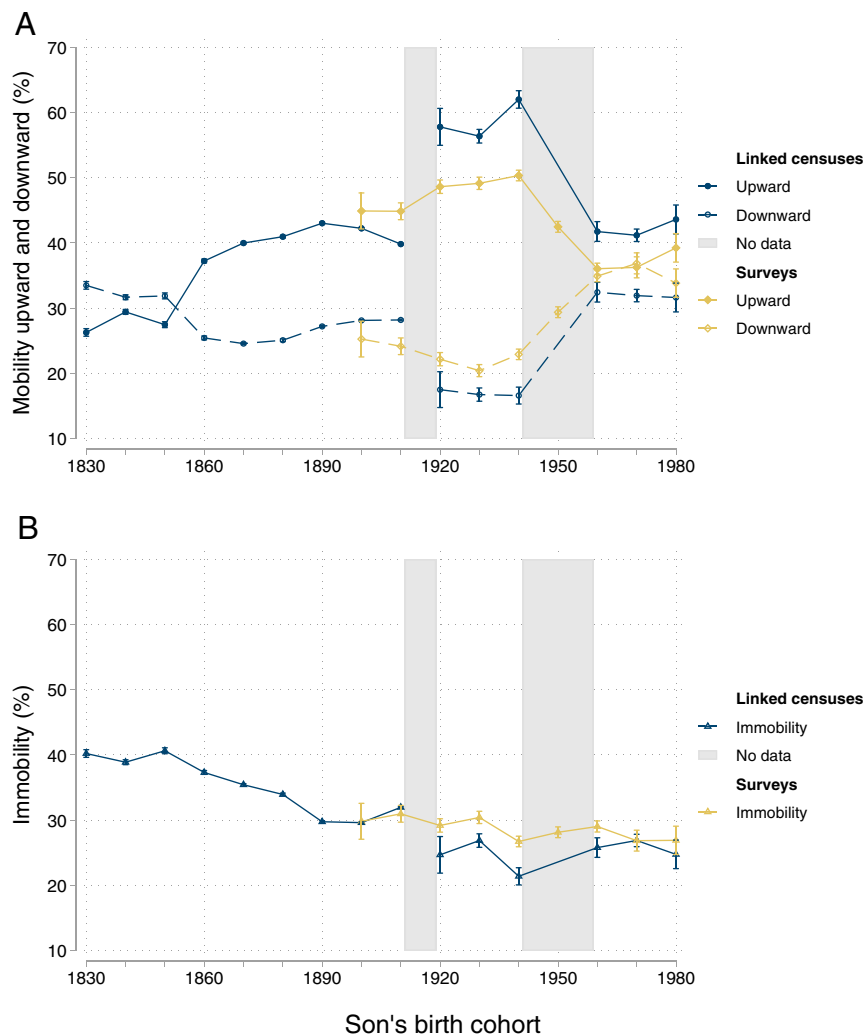 A
Mobility upward and downward (%)
70
60
50
40
30
20
10
1830
1860
1890
1920
1950
1980
Linked censuses
Upward
Downward
No data
Surveys
Upward
Downward
B
Immobility (%)
70
60
50
40
30
20
10
1830
1860
1890
1920
1950
1980
Linked censuses
Immobility
No data
Surveys
Immobility
Son's birth cohort